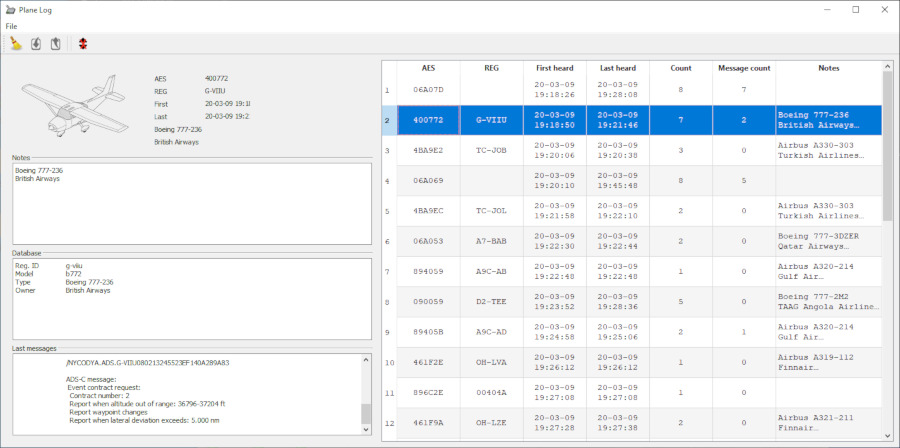 Plane Log
File
AES 400772
REG G-VIIU
First 20-03-09 19:18
Last 20-03-09 19:2
Boeing 777-236
British Airways
Notes
Boeing 777-236
British Airways
Database
Reg. ID g-viiu
Model b772
Type Boeing 777-236
Owner British Airways
Last messages
/NYCODYA.ADS.G-VIIU080213245523EF140A289A83
ADS-C message:
Event contract request:
Contract number: 2
Report when altitude out of range: 36796-37204 ft
Report waypoint changes
Report when lateral deviation exceeds: 5.000 nm
AES REG First heard Last heard Count Message count Notes
1 06A07D 20-03-09 19:18:26 20-03-09 19:28:08 8 7
2 400772 G-VIIU 20-03-09 19:18:50 20-03-09 19:21:46 7 2 Boeing 777-236 British Airways…
3 4BA9E2 TC-JOB 20-03-09 19:20:06 20-03-09 19:20:38 3 0 Airbus A330-303 Turkish Airlines…
4 06A069 20-03-09 19:20:10 20-03-09 19:45:48 8 5
5 4BA9EC TC-JOL 20-03-09 19:21:58 20-03-09 19:22:10 2 0 Airbus A330-303 Turkish Airlines…
6 06A053 A7-BAB 20-03-09 19:22:30 20-03-09 19:22:44 2 0 Boeing 777-3DZER Qatar Airways…
7 894059 A9C-AB 20-03-09 19:22:48 20-03-09 19:22:48 1 0 Airbus A320-214 Gulf Air…
8 090059 D2-TEE 20-03-09 19:23:52 20-03-09 19:28:36 5 0 Boeing 777-2M2 TAAG Angola Airline…
9 89405B A9C-AD 20-03-09 19:24:58 20-03-09 19:25:06 2 1 Airbus A320-214 Gulf Air…
10 461F2E OH-LVA 20-03-09 19:26:12 20-03-09 19:26:12 1 0 Airbus A319-112 Finnair…
11 896C2E 00404A 20-03-09 19:27:08 20-03-09 19:27:08 1 0
12 461F9A OH-LZE 20-03-09 19:27:28 20-03-09 19:27:38 2 0 Airbus A321-211 Finnair…